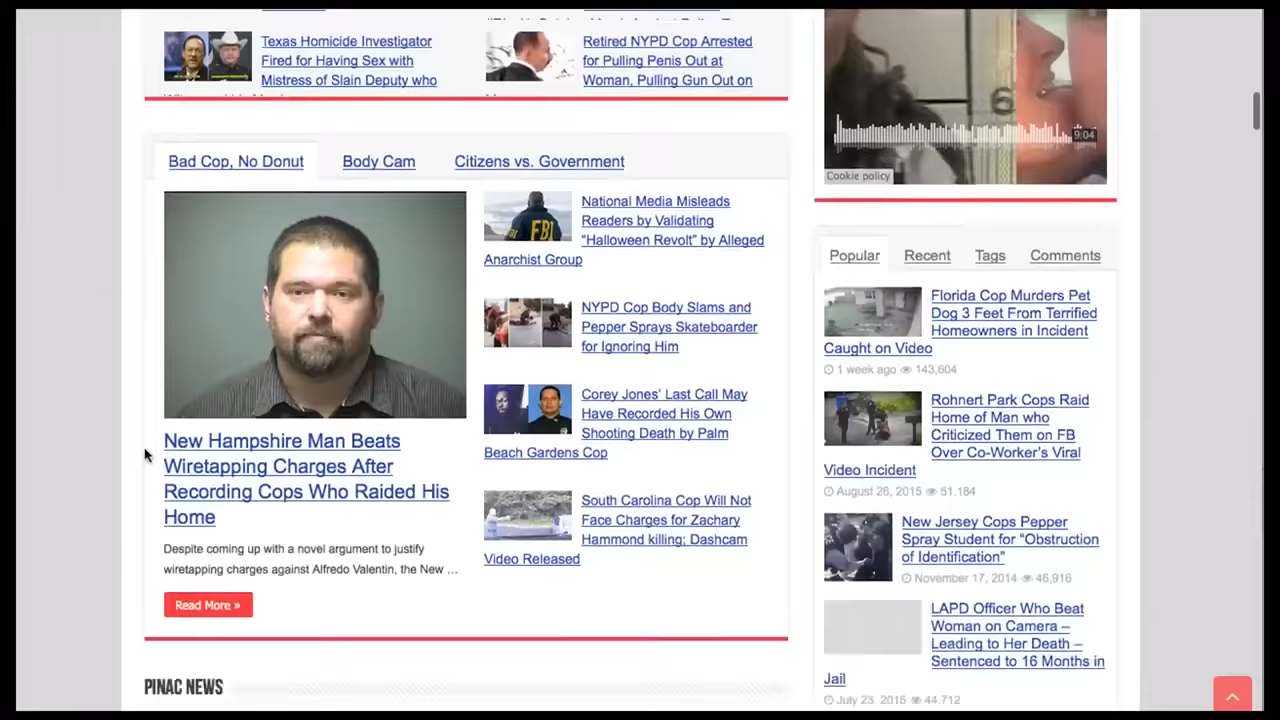 Texas Homicide Investigator
Fired for Having Sex with
Mistress of Slain Deputy who
Retired NYPD Cop Arrested
for Pulling Penis Out at
Woman, Pulling Gun Out on
Bad Cop, No Donut
Body Cam
Citizens vs. Government
New Hampshire Man Beats
Wiretapping Charges After
Recording Cops Who Raided His
Home
Despite coming up with a novel argument to justify
wiretapping charges against Alfredo Valentin, the New ...
Read More »
FBI
National Media Misleads
Readers by Validating
“Halloween Revolt” by Alleged
Anarchist Group
NYPD Cop Body Slams and
Pepper Sprays Skateboarder
for Ignoring Him
Corey Jones’ Last Call May
Have Recorded His Own
Shooting Death by Palm
Beach Gardens Cop
South Carolina Cop Will Not
Face Charges for Zachary
Hammond killing; Dashcam
Video Released
PINAC NEWS
6
9:04
Cookie policy
Popular
Recent
Tags
Comments
Florida Cop Murders Pet
Dog 3 Feet From Terrified
Homeowners in Incident
Caught on Video
1 week ago 143,604
Rohnert Park Cops Raid
Home of Man who
Criticized Them on FB
Over Co-Worker’s Viral
Video Incident
August 26, 2015 51,184
New Jersey Cops Pepper
Spray Student for “Obstruction
of Identification”
November 17, 2014 46,916
LAPD Officer Who Beat
Woman on Camera –
Leading to Her Death –
Sentenced to 16 Months in
Jail
July 23, 2015 44,712